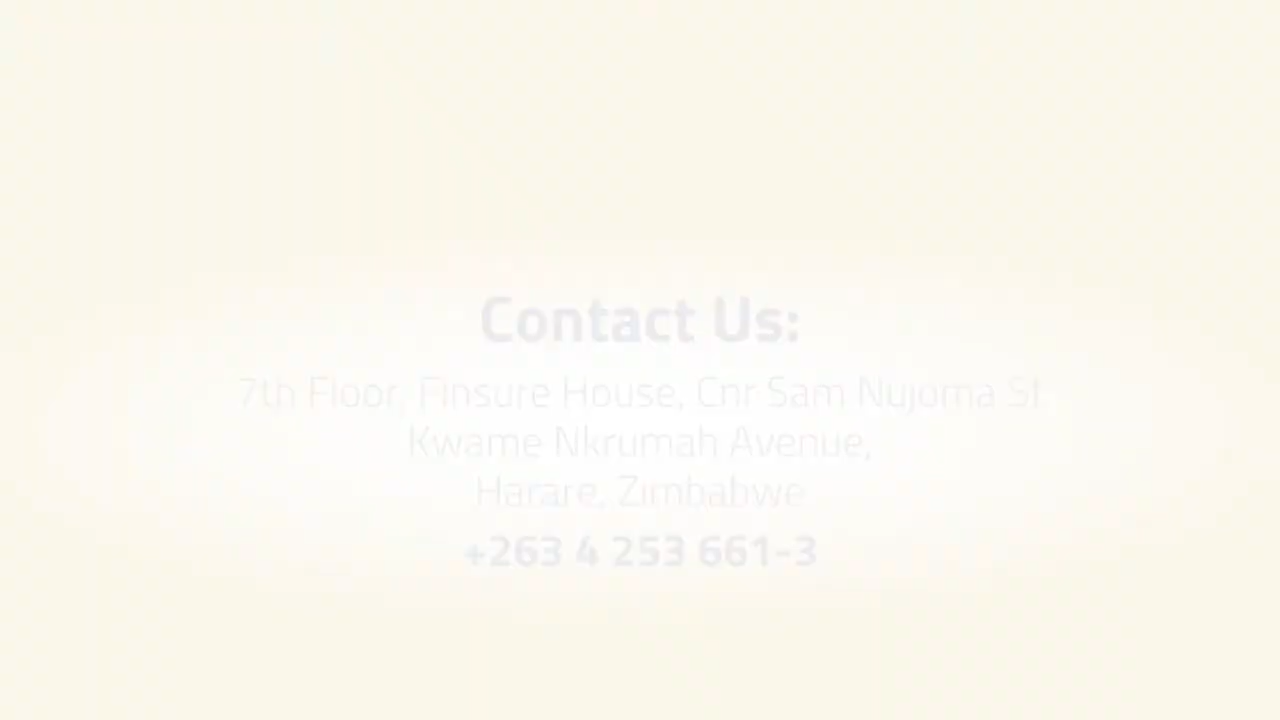 Contact Us:
7th Floor, Finsure House, Cnr Sam Nujoma St.
Kwame Nkrumah Avenue,
Harare, Zimbabwe
+263 4 253 661-3